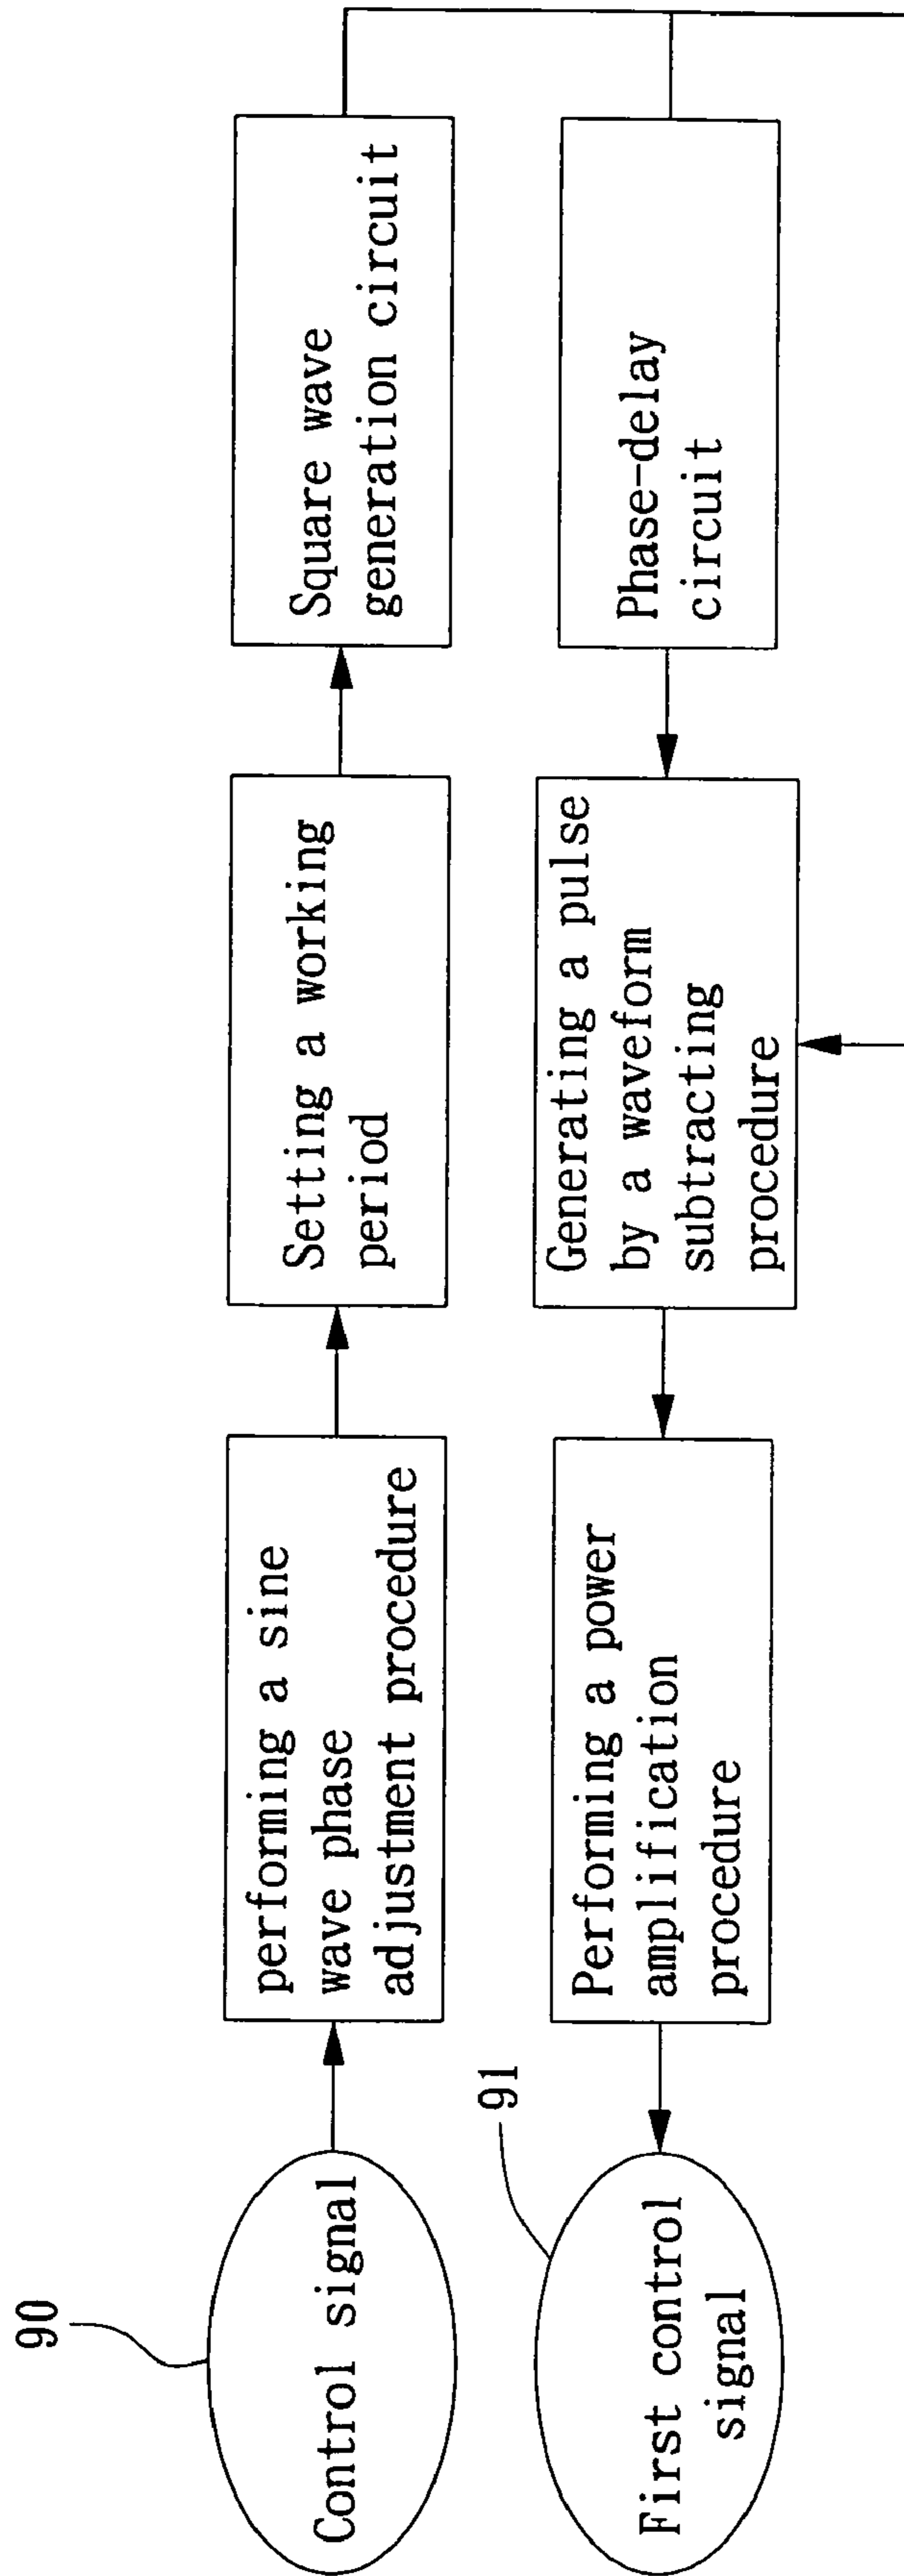 90
Control signal
performing a sine
wave phase
adjustment procedure
Setting a working
period
Square wave
generation circuit
91
First control
signal
Performing a power
amplification
procedure
Generating a pulse
by a waveform
subtracting
procedure
Phase-delay
circuit